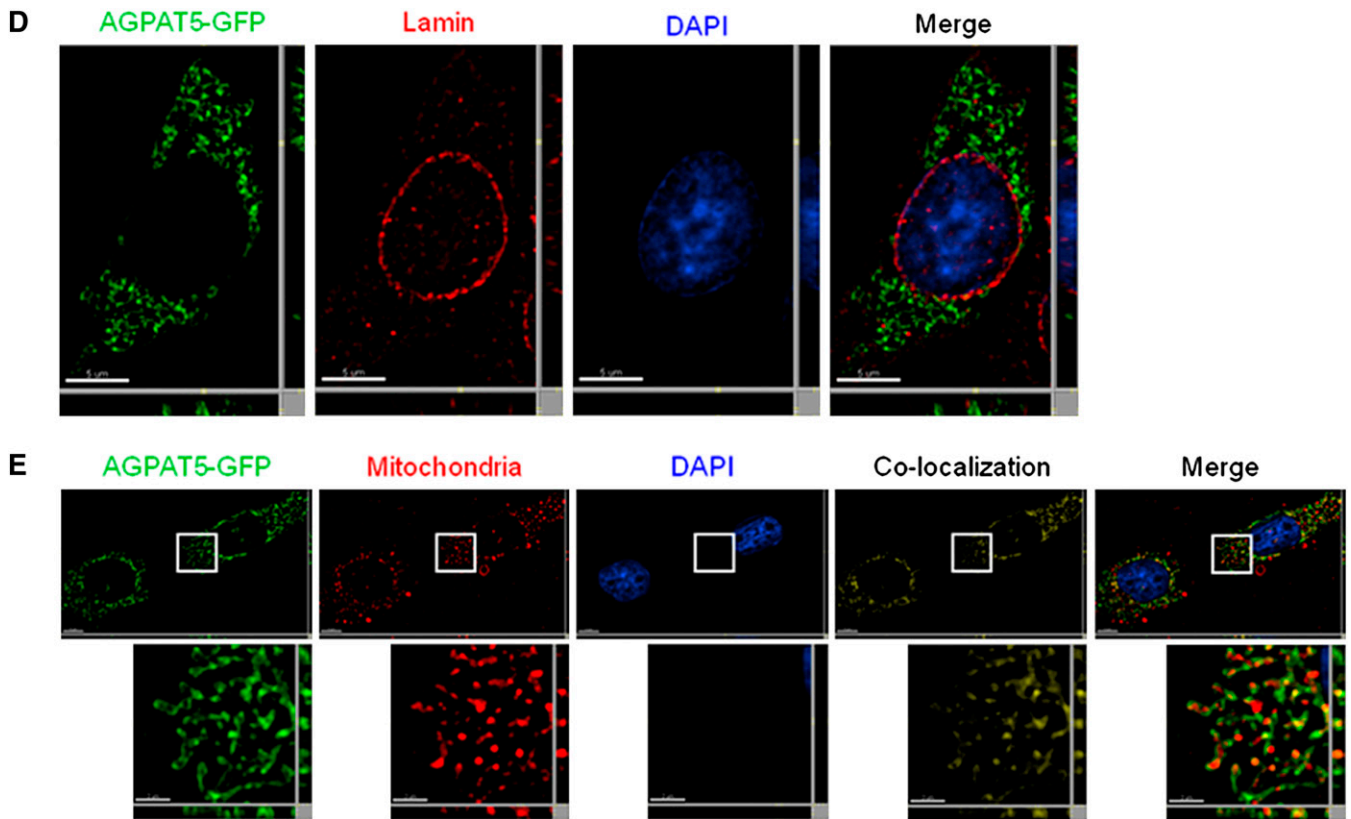 D
AGPAT5-GFP Lamin DAPI Merge
5 µm 5 µm 5 µm 5 µm
E
AGPAT5-GFP Mitochondria DAPI Co-localization Merge